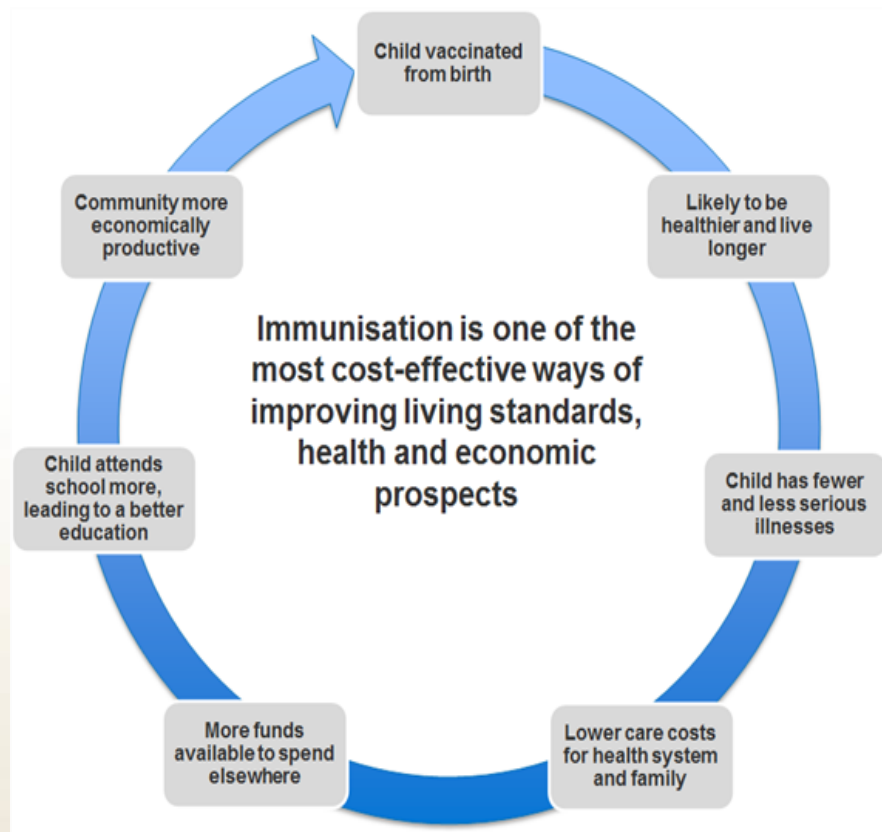 Child vaccinated
from birth
Likely to be
healthier and live
longer
Child has fewer
and less serious
illnesses
Lower care costs
for health system
and family
More funds
available to spend
elsewhere
Child attends
school more,
leading to a better
education
Community more
economically
productive
Immunisation is one of the
most cost-effective ways of
improving living standards,
health and economic
prospects